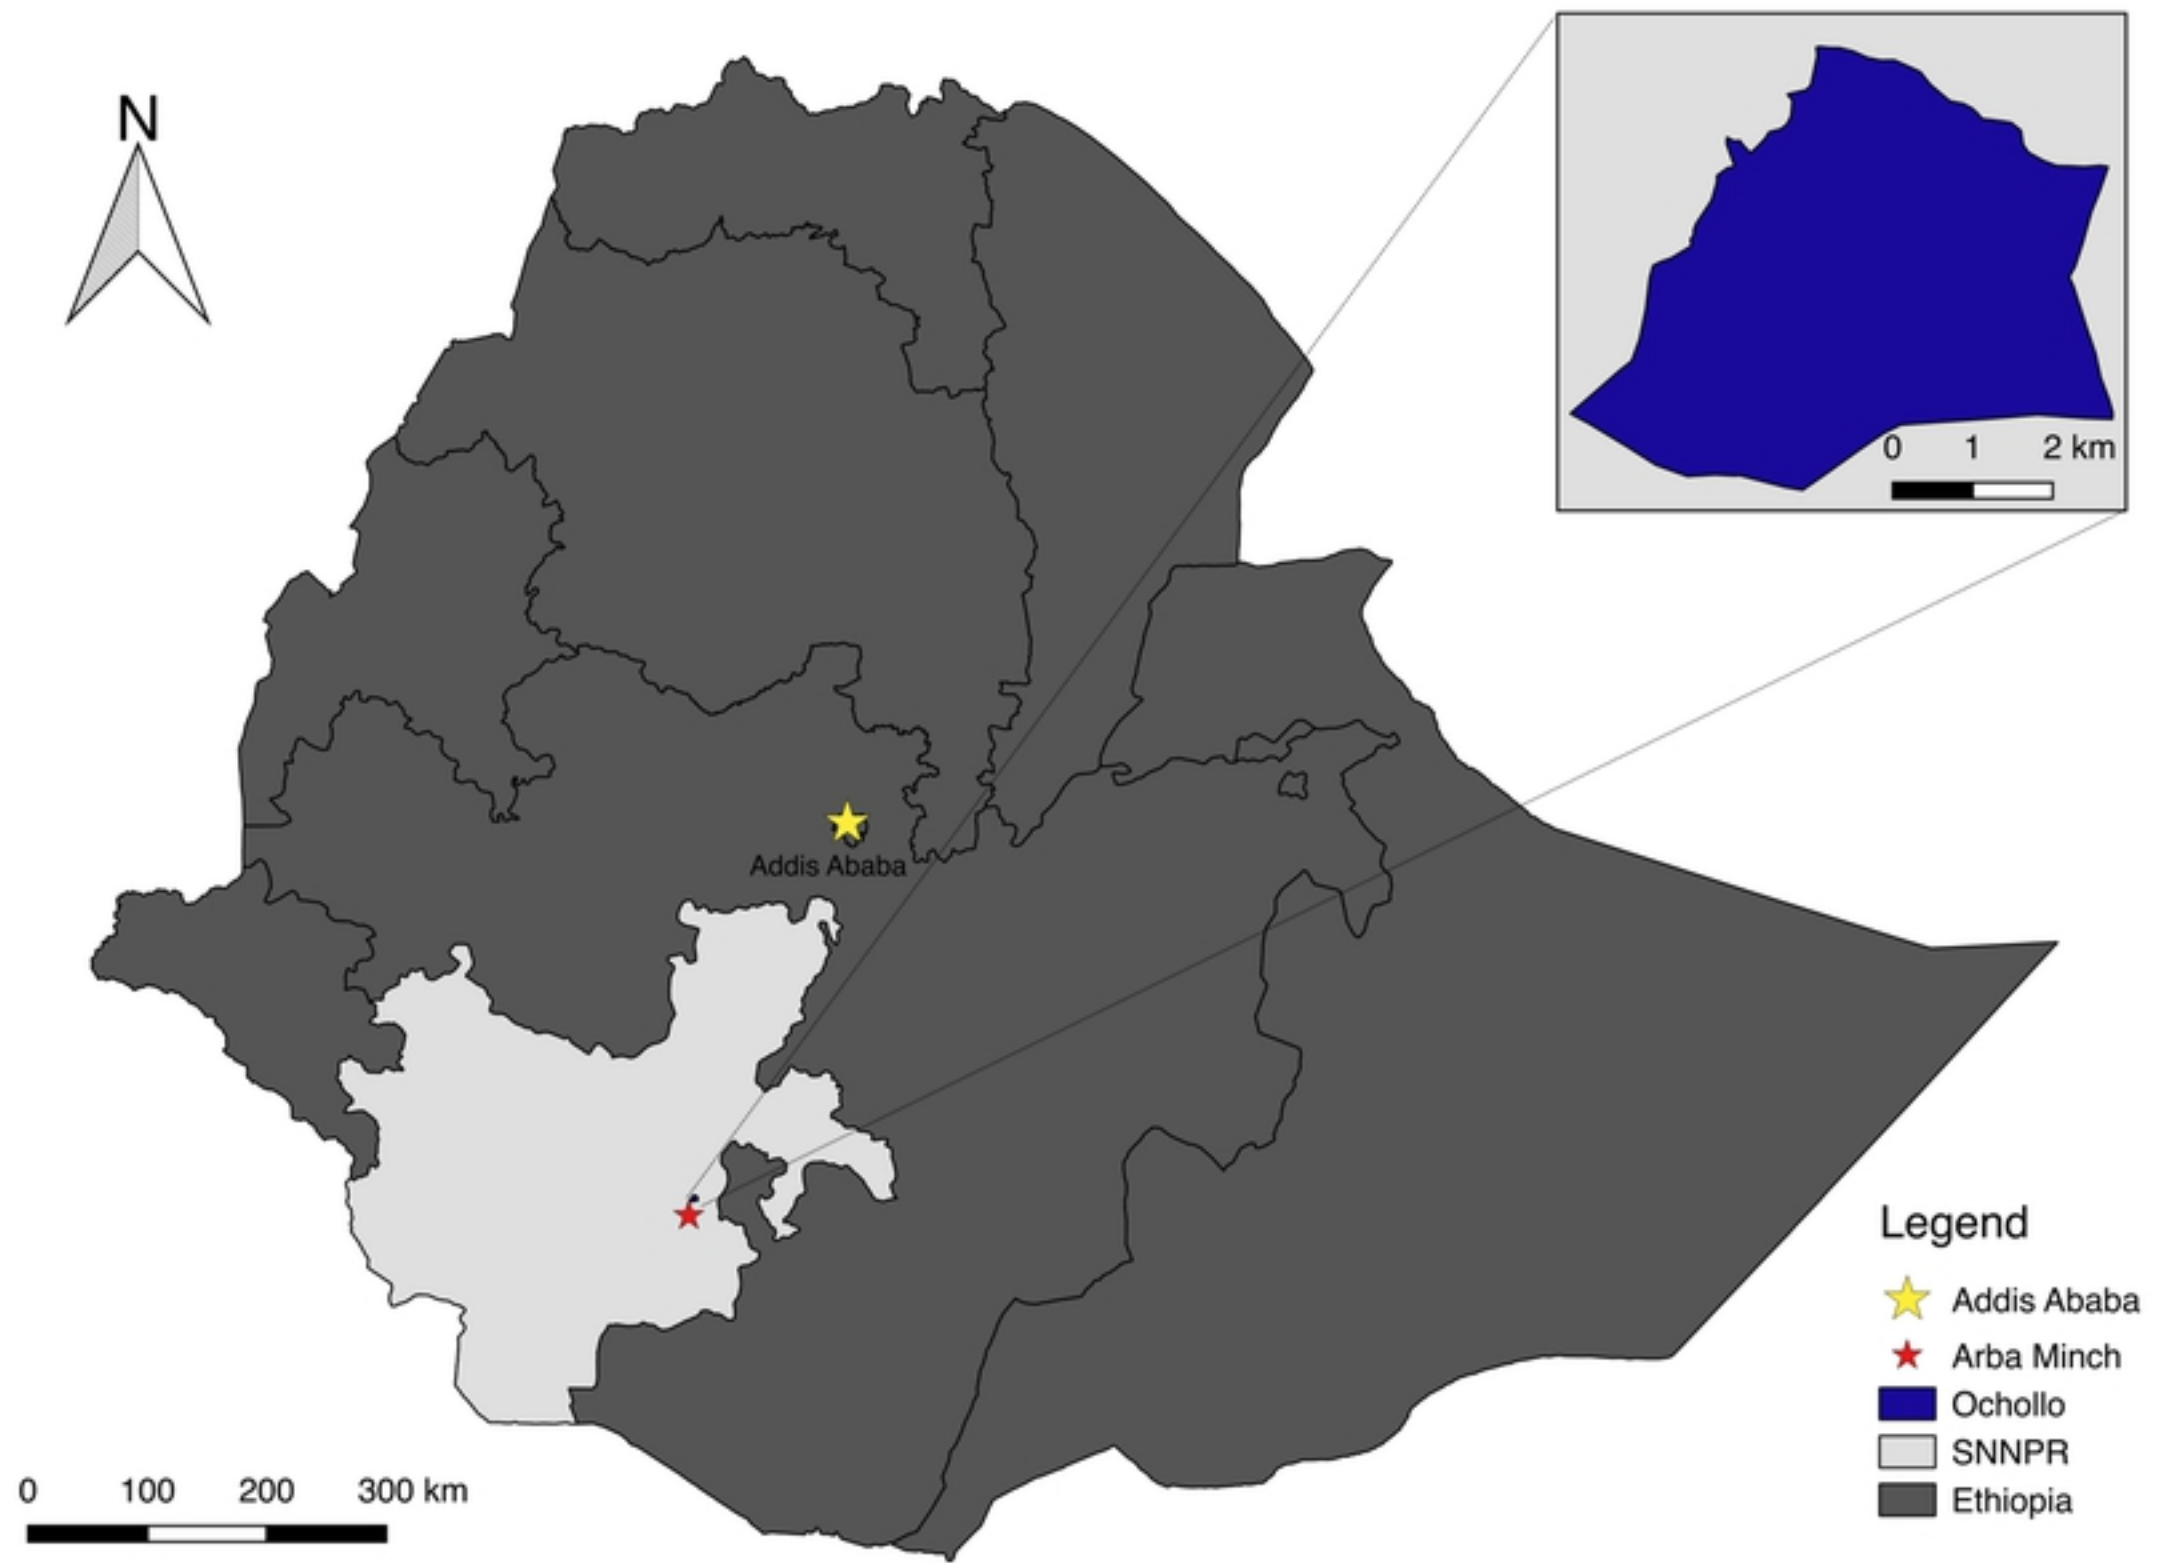 N
0 1 2 km
Addis Ababa
Legend
Addis Ababa
Arba Minch
Ochollo
SNNPR
Ethiopia
0 100 200 300 km